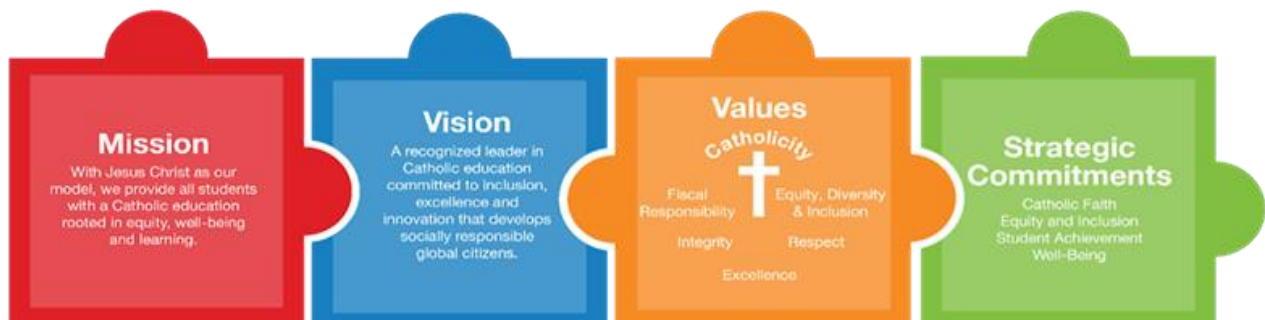 Mission
With Jesus Christ as our
model, we provide all students
with a Catholic education
rooted in equity, well-being
and learning.
Vision
A recognized leader in
Catholic education
committed to inclusion,
excellence and
innovation that develops
socially responsible
global citizens.
Values
Catholicity
Fiscal
Responsibility
Equity, Diversity
& Inclusion
Integrity
Respect
Excellence
Strategic
Commitments
Catholic Faith
Equity and Inclusion
Student Achievement
Well-Being